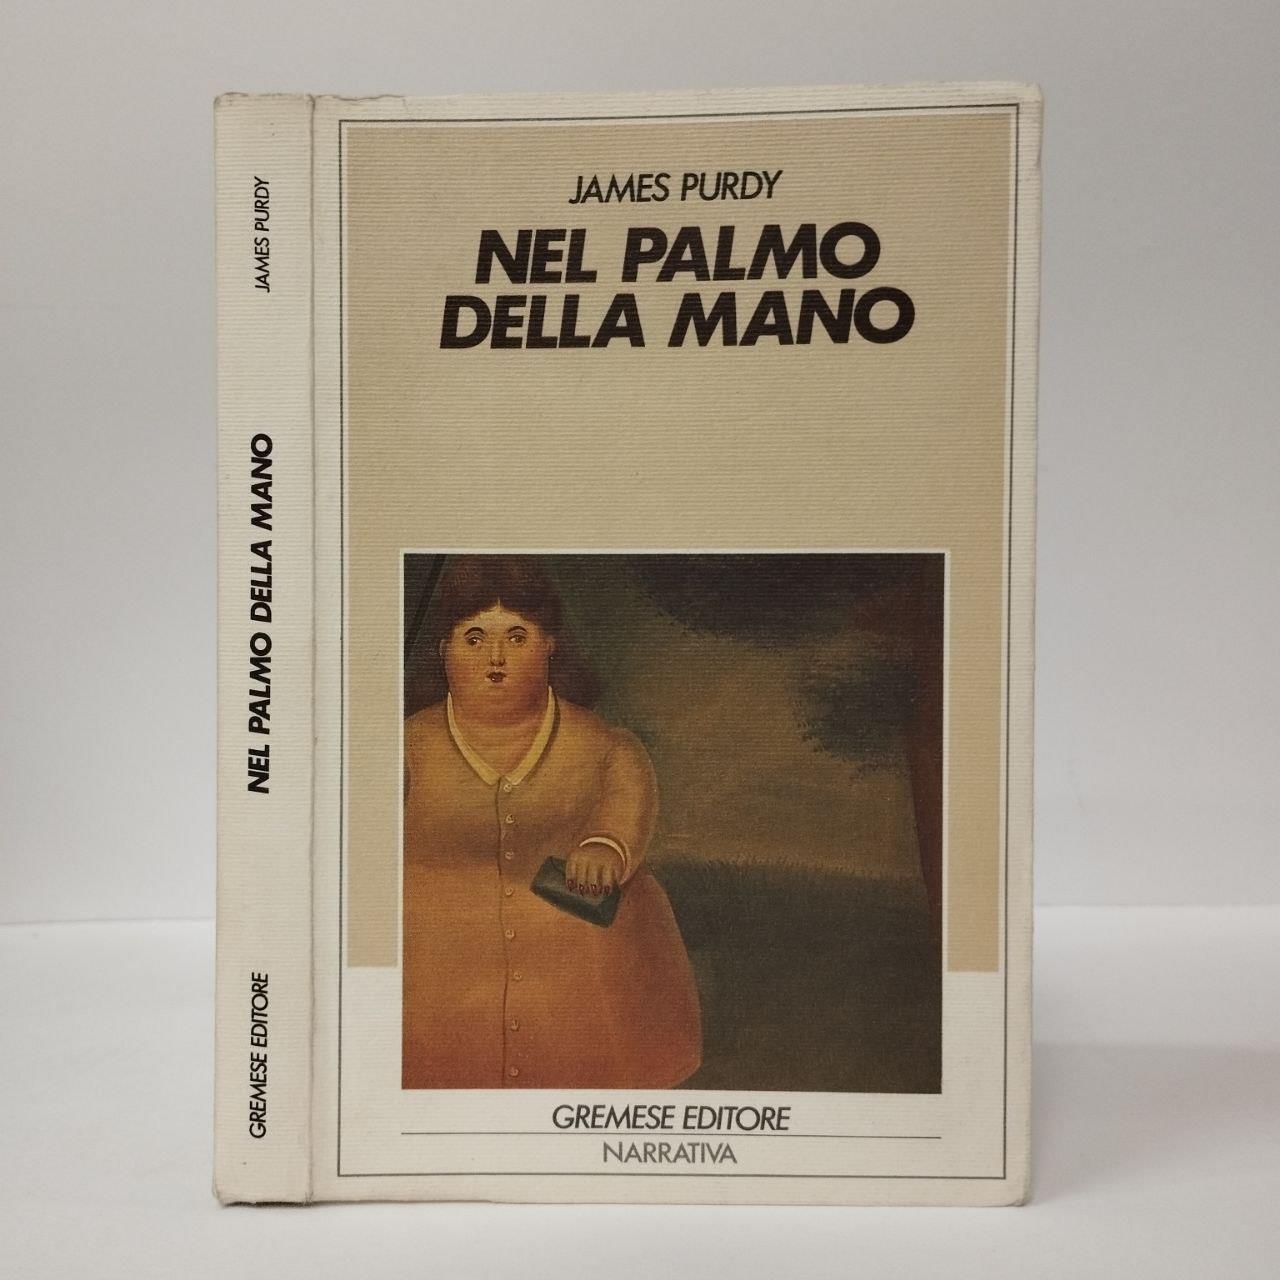 JAMES PURDY
NEL PALMO DELLA MANO
GREMESE EDITORE
JAMES PURDY
NEL PALMO
DELLA MANO
GREMESE EDITORE
NARRATIVA